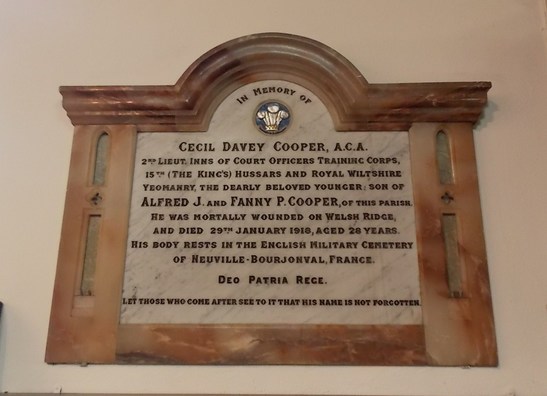 IN MEMORY OF
CECIL DAVEY COOPER, A.C.A.
2ND LIEUT. INNS OF COURT OFFICERS TRAINING CORPS,
15TH (THE KING'S) HUSSARS AND ROYAL WILTSHIRE
YEOMANRY, THE DEARLY BELOVED YOUNGER SON OF
ALFRED J. AND FANNY P. COOPER, OF THIS PARISH.
HE WAS MORTALLY WOUNDED ON WELSH RIDGE,
AND DIED 29TH JANUARY 1918, AGED 28 YEARS.
HIS BODY RESTS IN THE ENGLISH MILITARY CEMETERY
OF NEUVILLE-BOURJONVAL, FRANCE.
DEO PATRIA REGE.
LET THOSE WHO COME AFTER SEE TO IT THAT HIS NAME IS NOT FORGOTTEN.